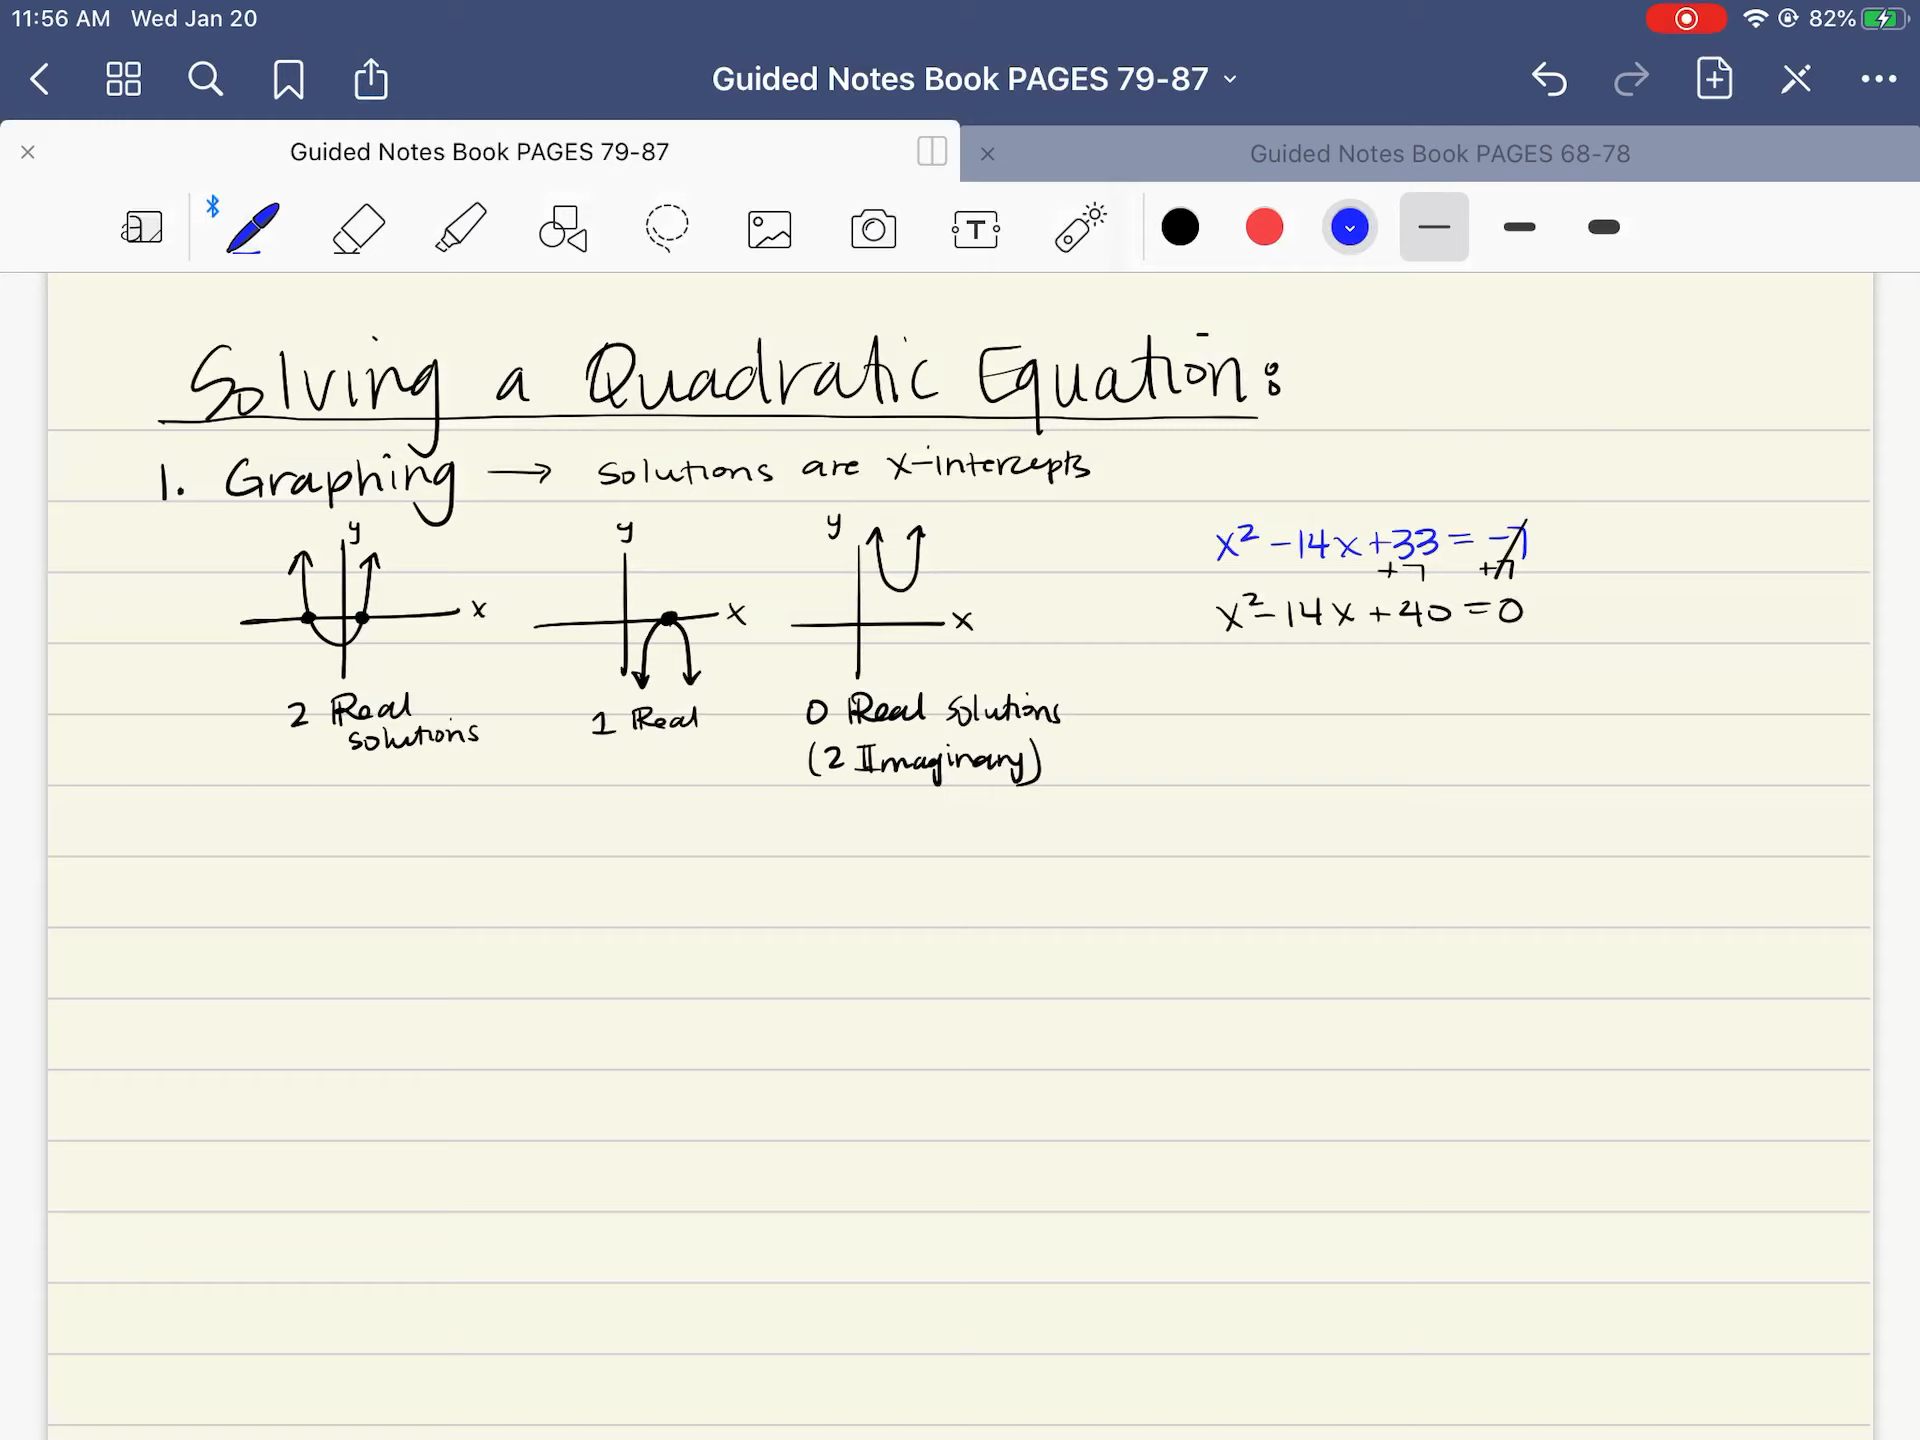 11:56 AM Wed Jan 20
82%
Guided Notes Book PAGES 79-87
Guided Notes Book PAGES 79-87
Guided Notes Book PAGES 68-78
Solving a Quadratic Equation:
1. Graphing → solutions are x-intercepts
y
x
2 Real
solutions
y
x
1 Real
y
x
0 Real Solutions
(2 Imaginary)
x² - 14x + 33 = -7
+7 +7
x² - 14x + 40 = 0